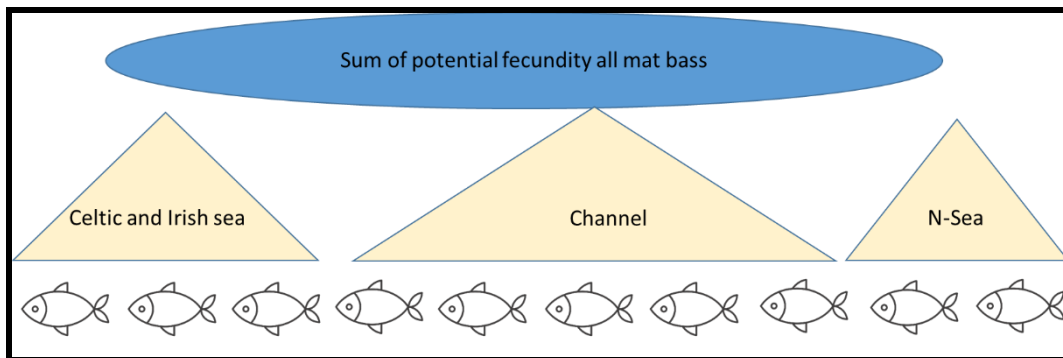 Sum of potential fecundity all mat bass
Celtic and Irish sea
Channel
N-Sea